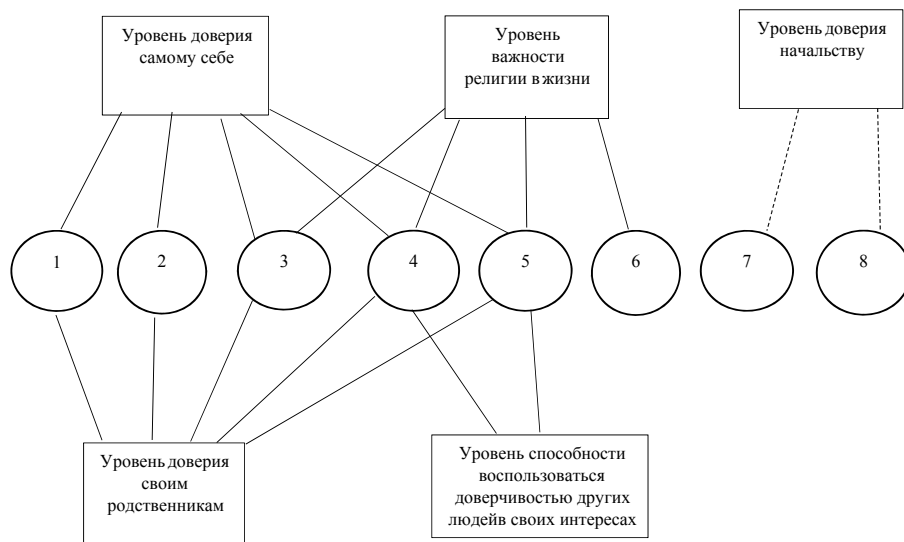 Уровень доверия
самому себе
Уровень
важности
религии в жизни
Уровень доверия
начальству
1
2
3
4
5
6
7
8
Уровень доверия
своим
родственникам
Уровень способности
воспользоваться
доверчивостью других
людейв своих интересах